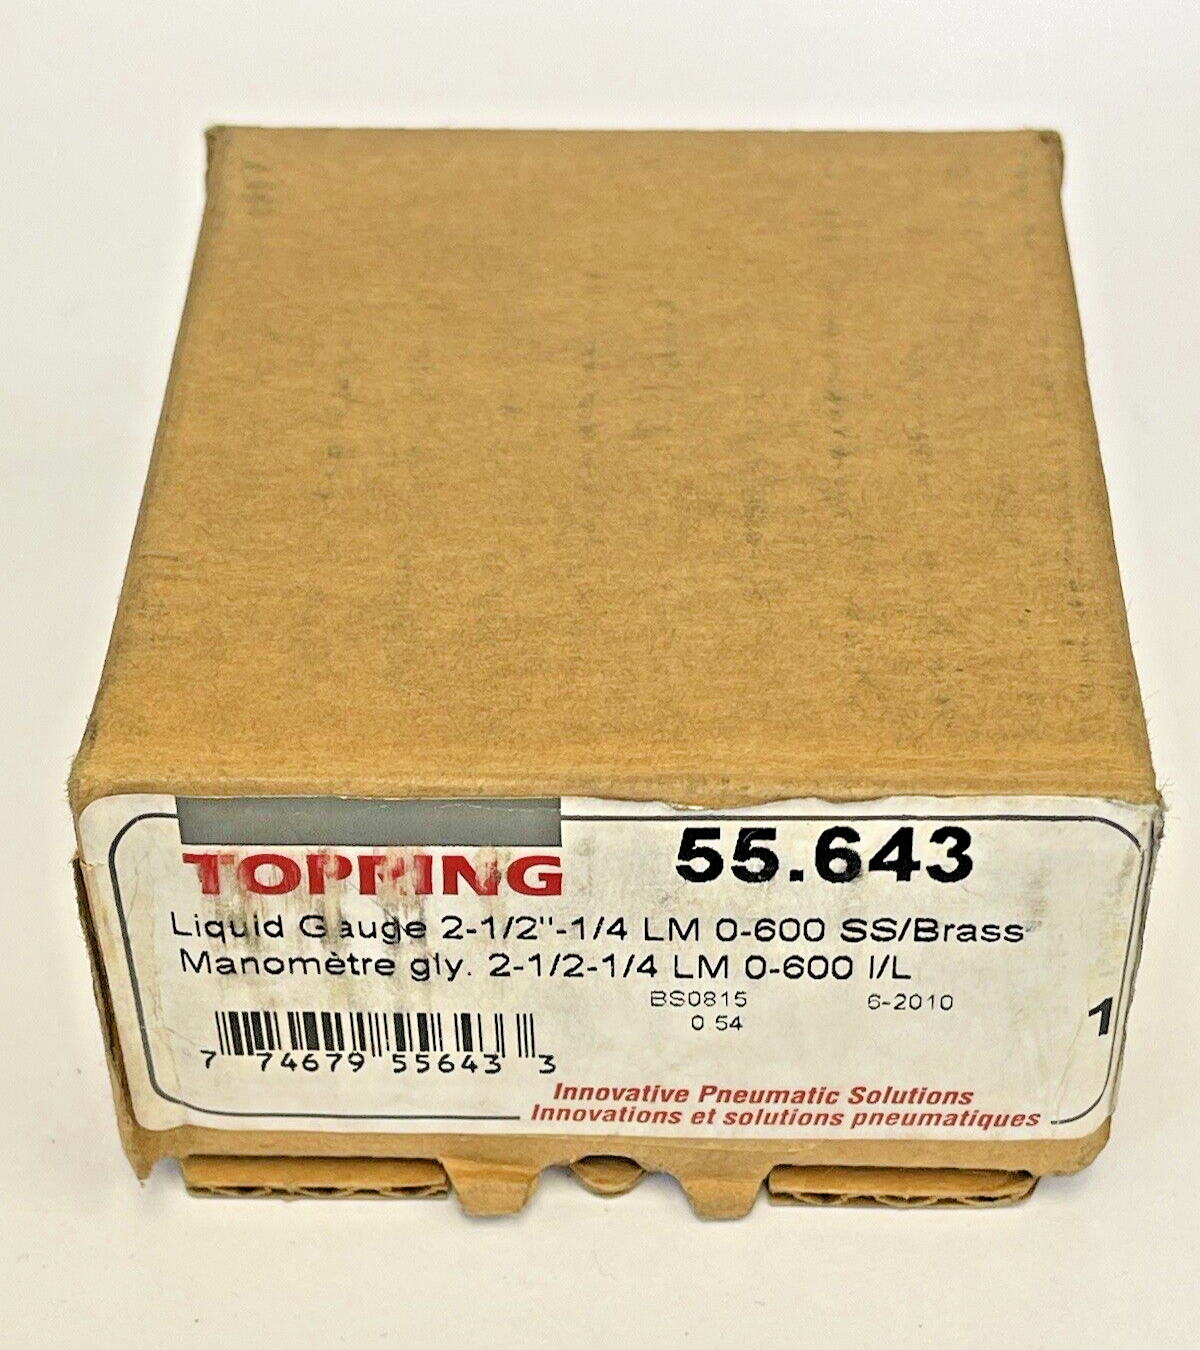 TOPPING
55.643
Liquid Gauge 2-1/2"-1/4 LM 0-600 SS/Brass
Manomètre gly. 2-1/2-1/4 LM 0-600 I/L
BS0815 6-2010
0.54
1
7 74679 55643 3
Innovative Pneumatic Solutions
Innovations et solutions pneumatiques